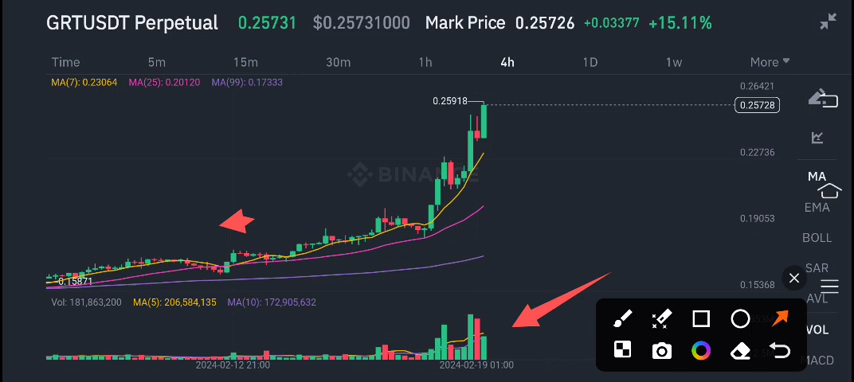 GRTUSDT Perpetual 0.25731 $0.25731000 Mark Price 0.25726 +0.03377 +15.11%
Time 5m 15m 30m 1h 4h 1D 1w More
MA(7): 0.23064 MA(25): 0.20120 MA(99): 0.17333
0.26421
0.25918
0.25728
0.22736
BINANCE
MA
EMA
0.19053
BOLL
SAR
0.15871
0.15368
AVL
Vol: 181,863,200 MA(5): 206,584,135 MA(10): 172,905,632
VOL
MACD
2024-02-12 21:00 2024-02-19 01:00